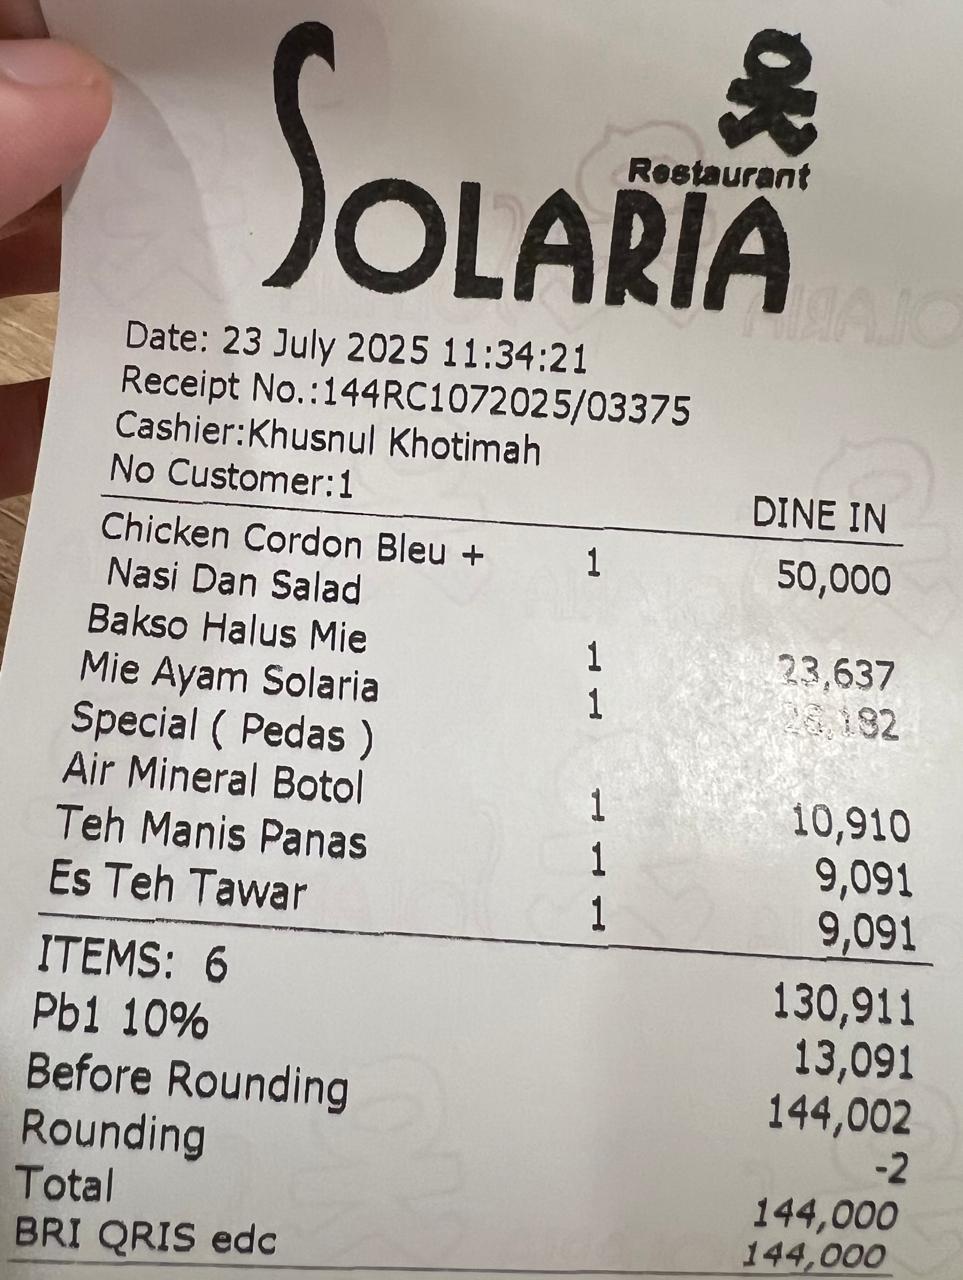 OK
Restaurant
SOLARIA
Date: 23 July 2025 11:34:21
Receipt No.:144RC1072025/03375
Cashier:Khusnul Khotimah
No Customer:1
DINE IN
Chicken Cordon Bleu + 1 50,000
Nasi Dan Salad
Bakso Halus Mie 1 23,637
Mie Ayam Solaria 1 28,182
Special ( Pedas )
Air Mineral Botol 1 10,910
Teh Manis Panas 1 9,091
Es Teh Tawar 1 9,091
ITEMS: 6 130,911
Pb1 10% 13,091
Before Rounding 144,002
Rounding -2
Total 144,000
BRI QRIS edc 144,000